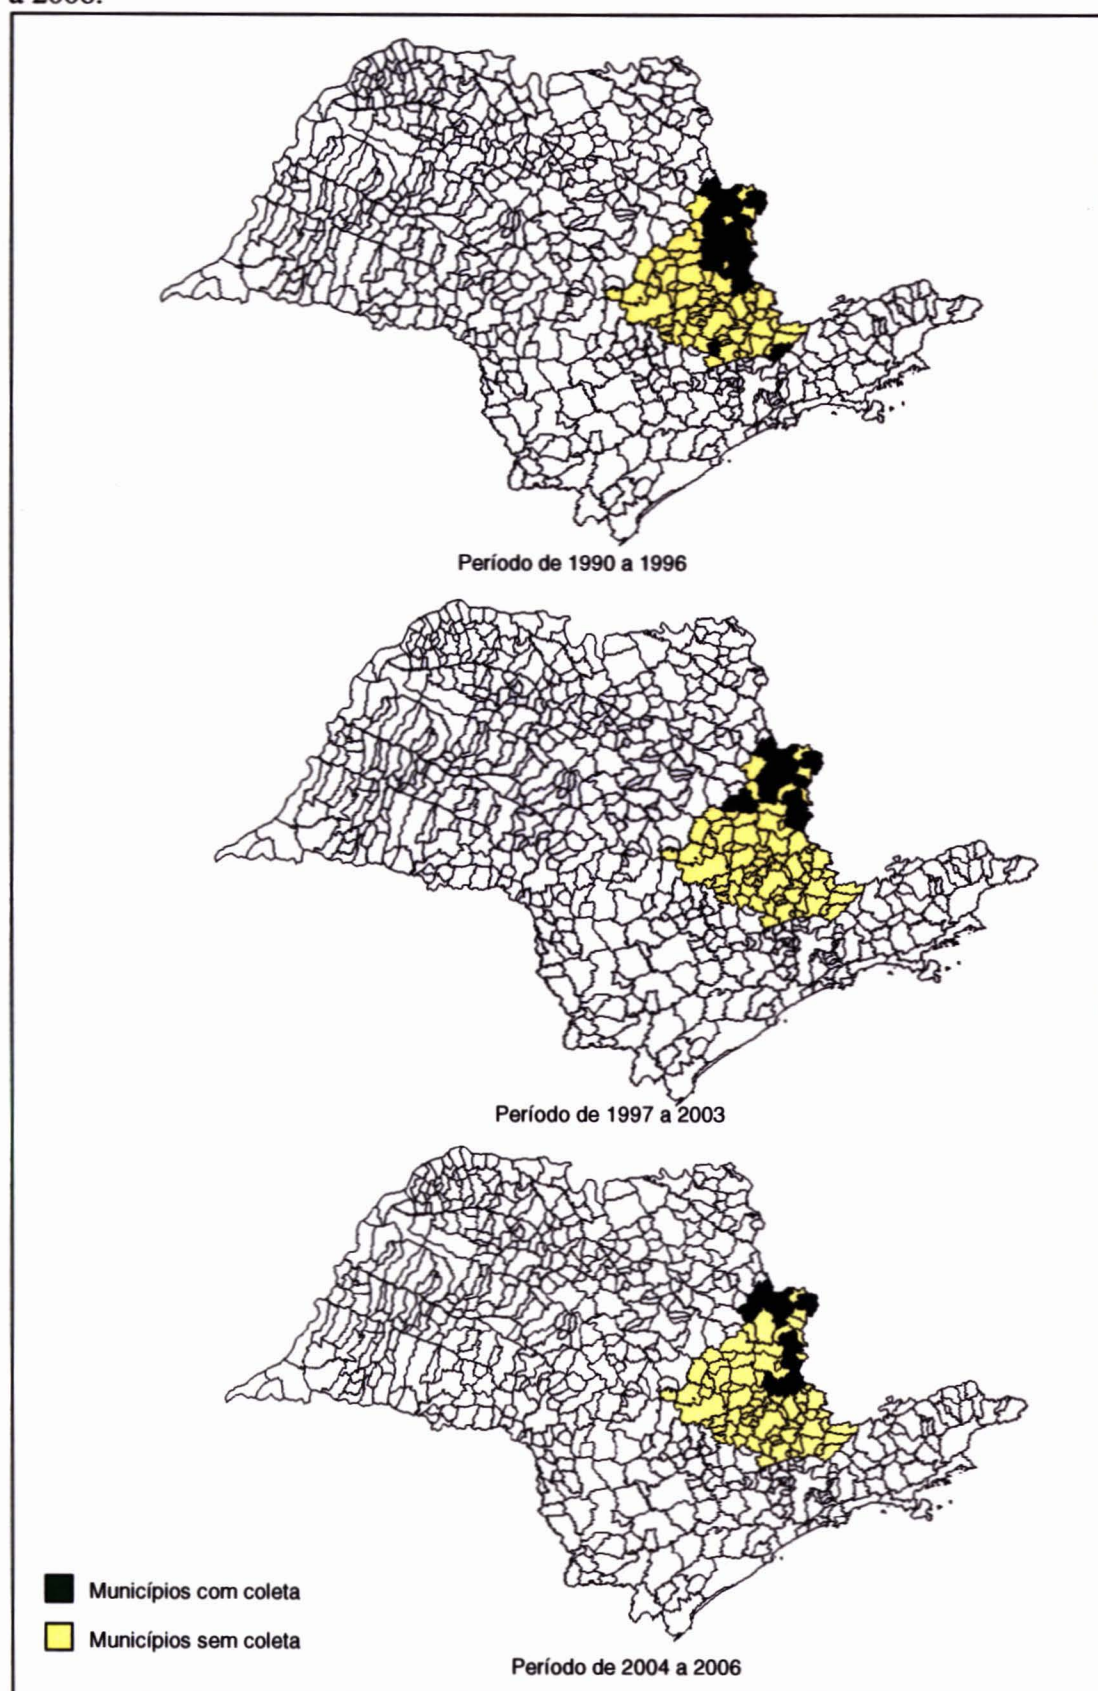 Período de 1990 a 1996
Período de 1997 a 2003
Municípios com coleta
Municípios sem coleta
Período de 2004 a 2006